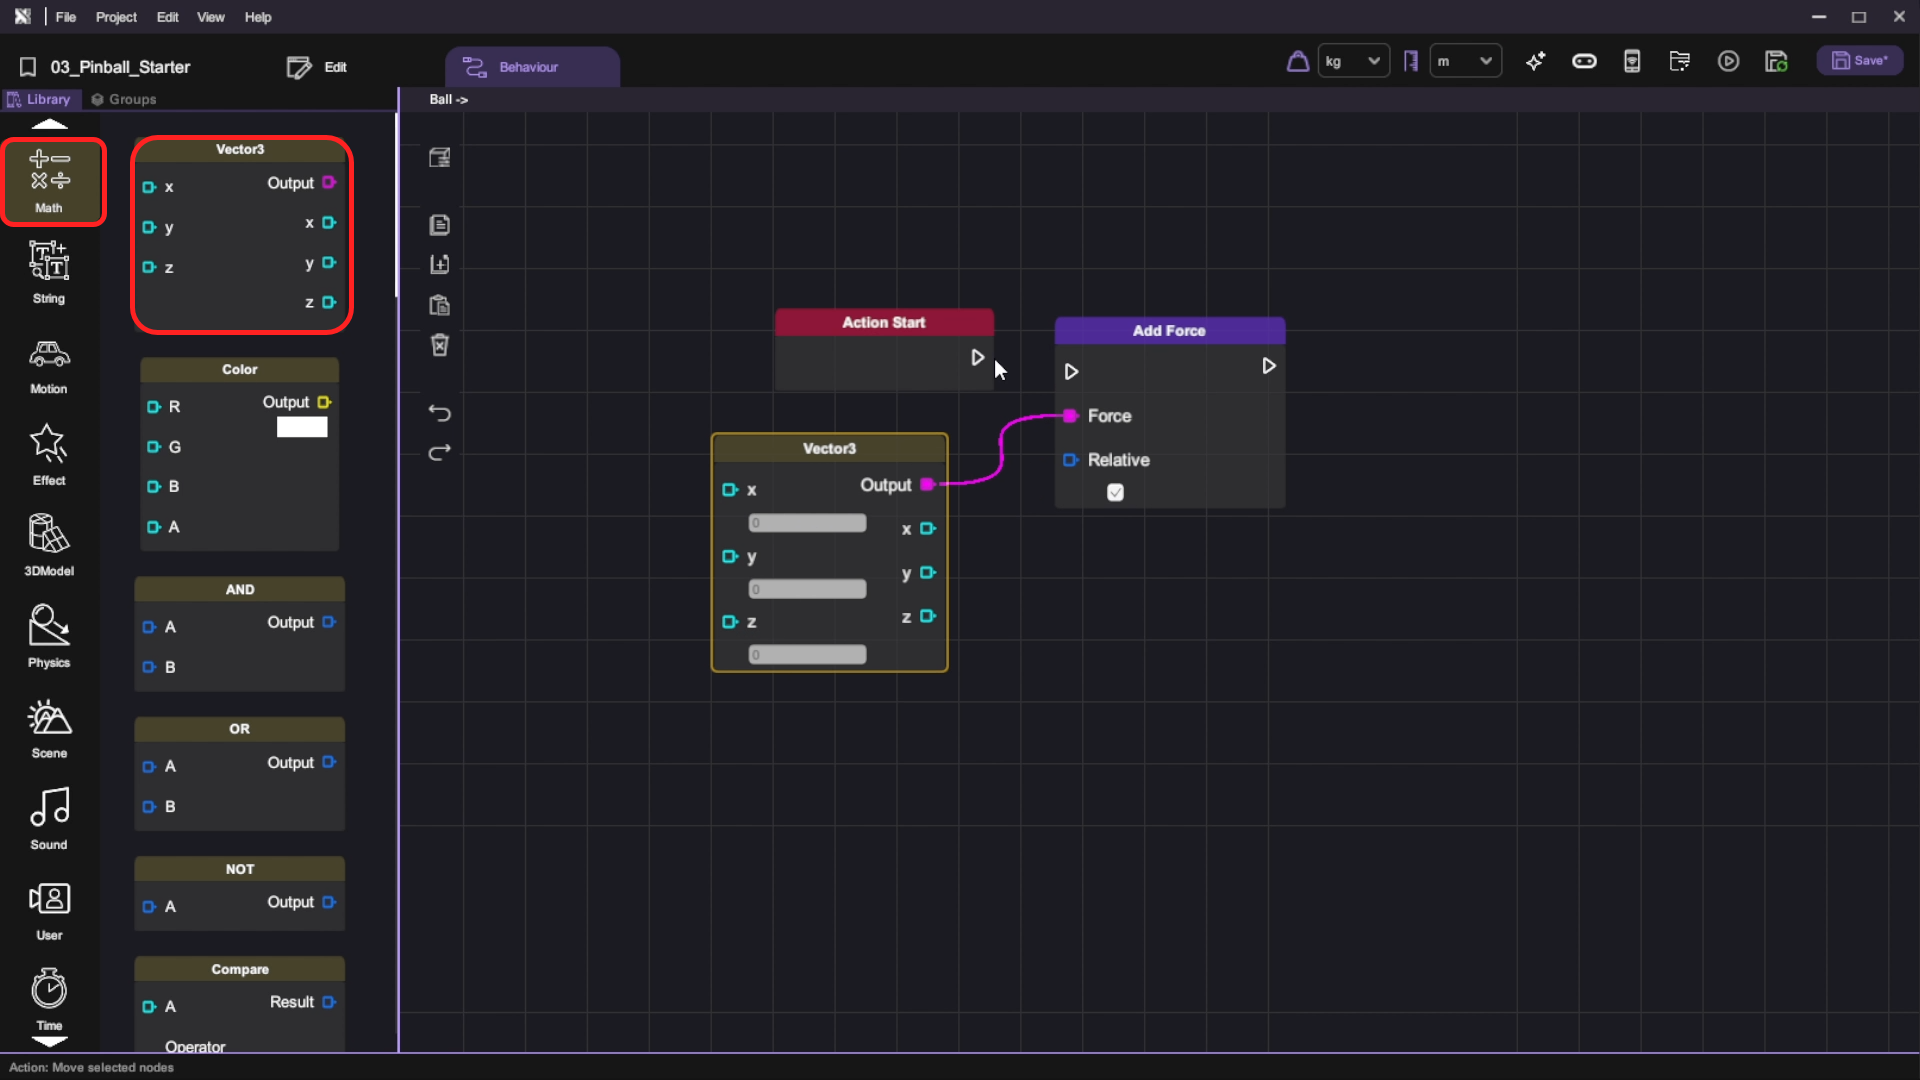 File Project Edit View Help
03_Pinball_Starter
Edit
Behaviour
kg
m
Save*
Library
Groups
Ball ->
Math
String
Motion
Effect
3DModel
Physics
Scene
Sound
User
Time
Vector3
x Output
y x
z y
z
Color
R Output
G
B
A
AND
A Output
B
OR
A Output
B
NOT
A Output
Compare
A Result
Operator
Action Start
Add Force
Force
Relative
Vector3
x Output
0
x
y
0
y
z z
0
Action: Move selected nodes